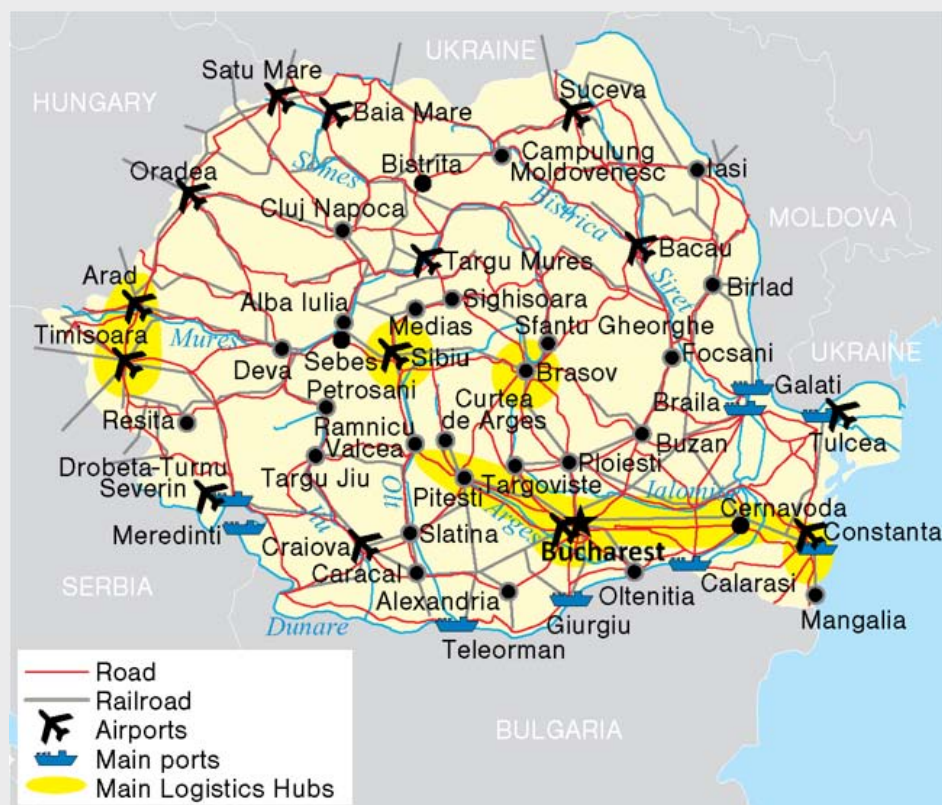 UKRAINE
Satu Mare
HUNGARY
Baia Mare
Suceva
Oradea
Somes
Bistrita
Campulung
Moldovenesc
Iasi
Bistrica
Cluj Napoca
MOLDOVA
Arad
Targu Mures
Bacau
Siret
Alba Iulia
Sighisoara
Birlad
Timisoara
Mures
Medias
Sfantu Gheorghe
UKRAINE
Deva
Sebes
Sibiu
Brasov
Focsani
Petrosani
Curtea
de Arges
Galati
Braila
Resita
Ramnicu
Valcea
Buzan
Tulcea
Drobeta-Turnu
Severin
Targu Jiu
Olt
Pitesti
Targoviste
Ploiesti
Ialomita
Cernavoda
Meredinti
Jiu
Craiova
Slatina
Arges
Bucharest
Constanta
SERBIA
Caracal
Alexandria
Oltenitia
Calarasi
Dunare
Giurgiu
Mangalia
Teleorman
BULGARIA
Road
Railroad
Airports
Main ports
Main Logistics Hubs